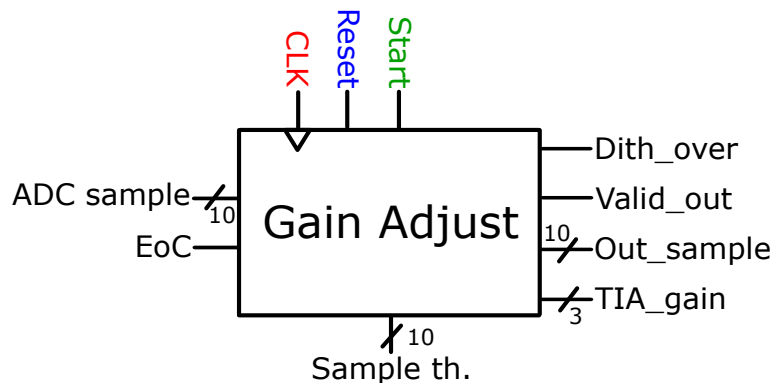 CLK
Reset
Start
Dith_over
ADC sample
10
Gain Adjust
Valid_out
EoC
10
Out_sample
TIA_gain
3
10
Sample th.